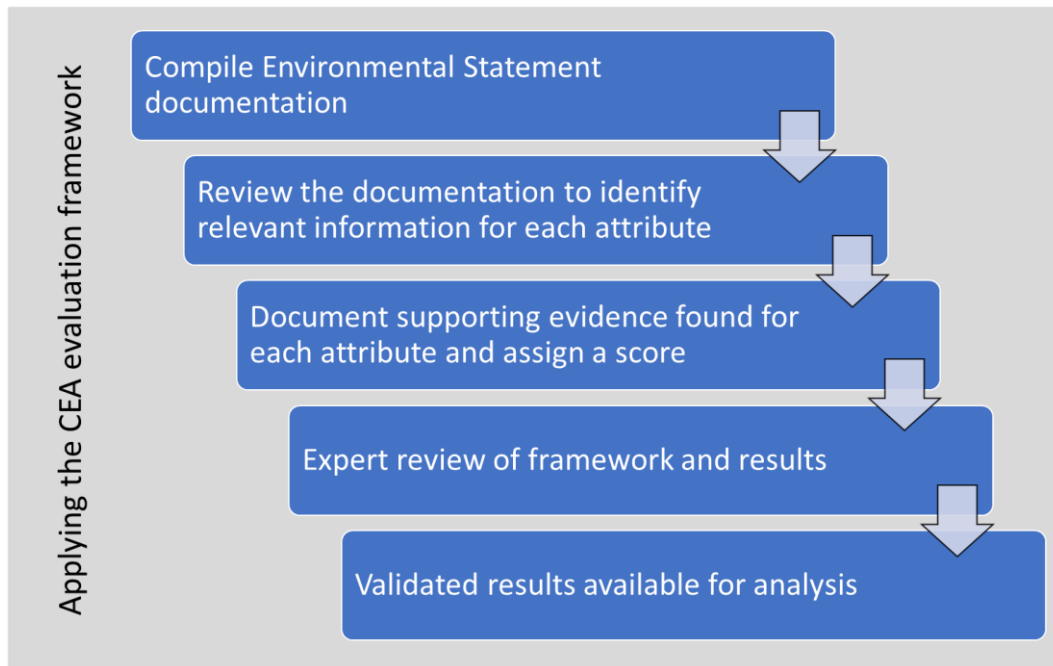 Applying the CEA evaluation framework
Compile Environmental Statement
documentation
Review the documentation to identify
relevant information for each attribute
Document supporting evidence found for
each attribute and assign a score
Expert review of framework and results
Validated results available for analysis